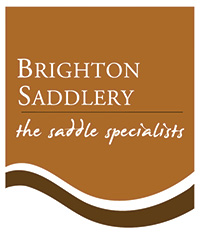 BRIGHTON
SADDLERY
the saddle specialists